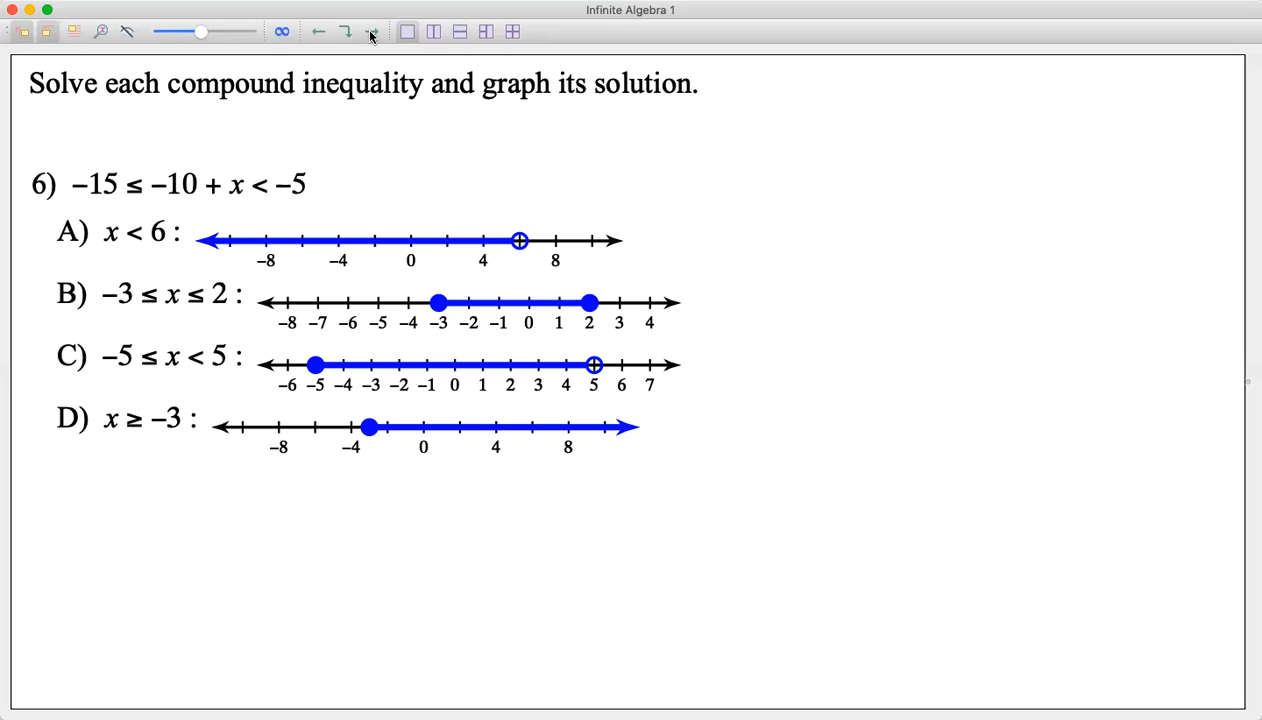 Infinite Algebra 1
Solve each compound inequality and graph its solution.
6) −15 ≤ −10 + x < −5
A) x < 6 :
−8 −4 0 4 8
B) −3 ≤ x ≤ 2 :
−8 −7 −6 −5 −4 −3 −2 −1 0 1 2 3 4
C) −5 ≤ x < 5 :
−6 −5 −4 −3 −2 −1 0 1 2 3 4 5 6 7
D) x ≥ −3 :
−8 −4 0 4 8